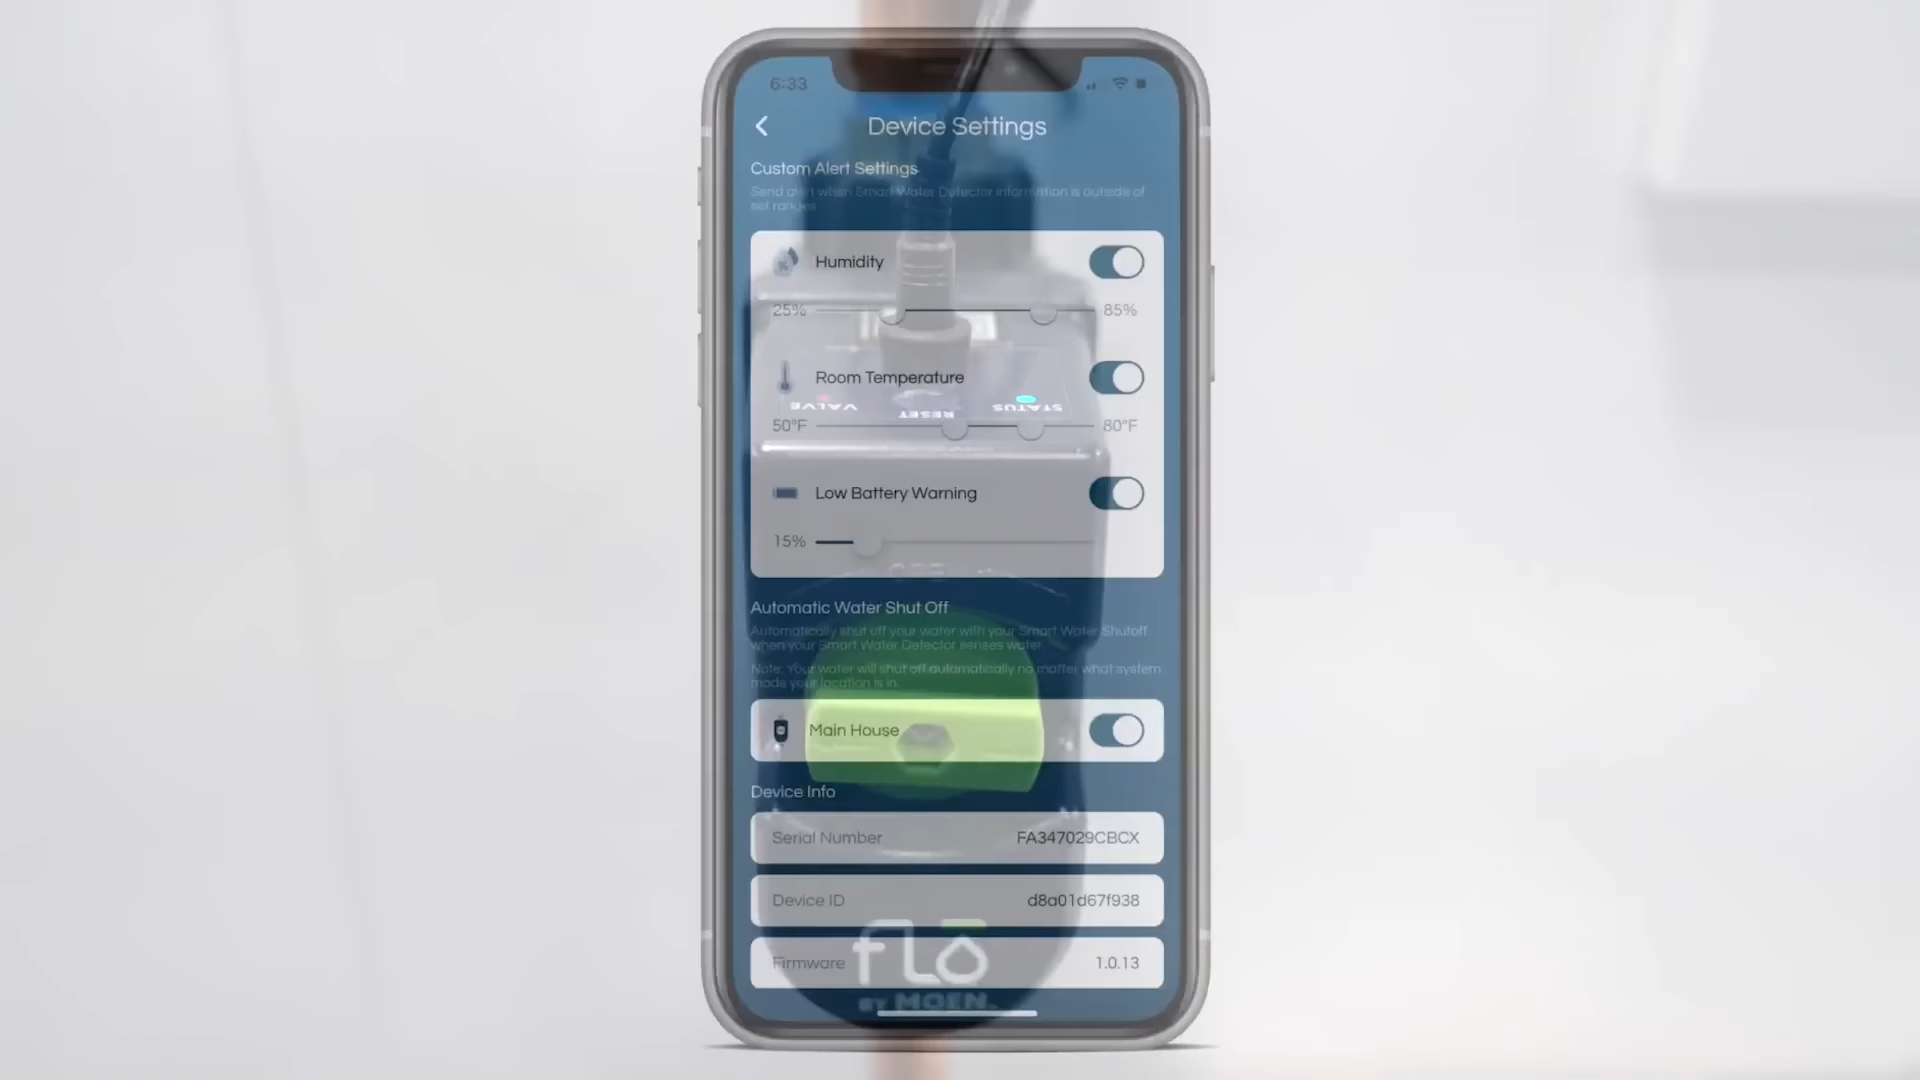 6:33
Device Settings
Custom Alert Settings
Send alert when Smart Water Detector information is outside of
set ranges
Humidity
25% 85%
Room Temperature
VALVE RESET STATUS
50°F 80°F
Low Battery Warning
15%
Automatic Water Shut Off
Automatically shut off your water with your Smart Water Shutoff
when your Smart Water Detector senses water
Note: Your water will shut off automatically no matter what system
mode your location is in.
Main House
Device Info
Serial Number FA347029CBCX
Device ID d8a01d67f938
Firmware 1.0.13
flo
BY MOEN